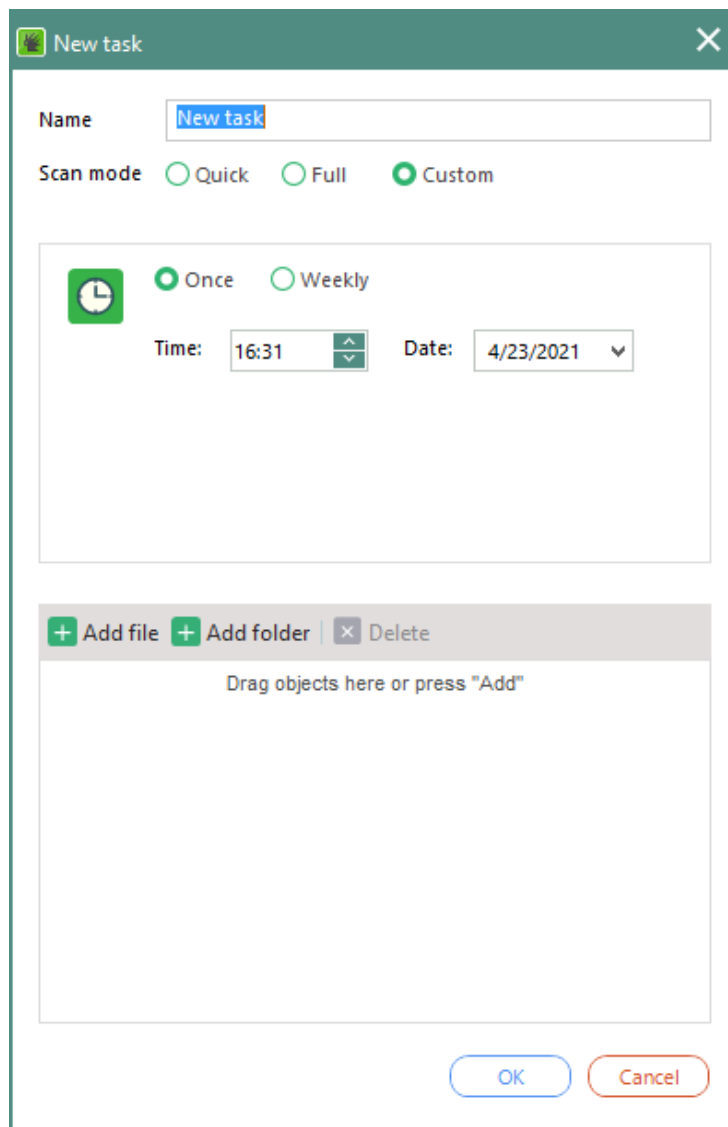 New task
Name New task
Scan mode Quick Full Custom
Once Weekly
Time: 16:31 Date: 4/23/2021
Add file Add folder Delete
Drag objects here or press "Add"
OK Cancel